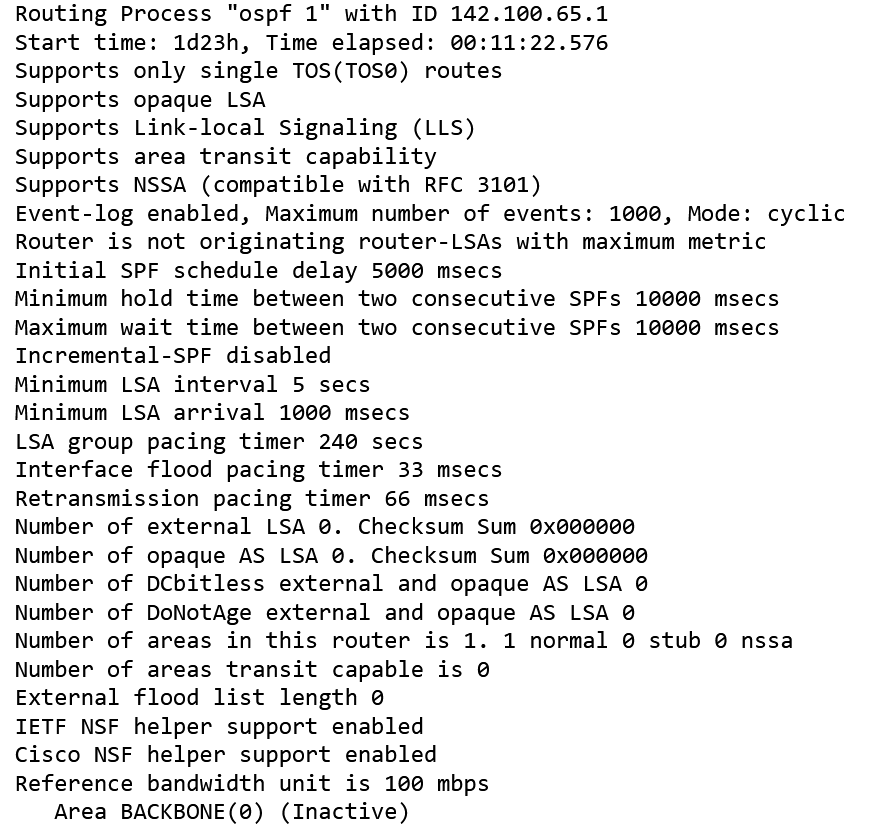 Routing Process "ospf 1" with ID 142.100.65.1
Start time: 1d23h, Time elapsed: 00:11:22.576
Supports only single TOS(TOS0) routes
Supports opaque LSA
Supports Link-local Signaling (LLS)
Supports area transit capability
Supports NSSA (compatible with RFC 3101)
Event-log enabled, Maximum number of events: 1000, Mode: cyclic
Router is not originating router-LSAs with maximum metric
Initial SPF schedule delay 5000 msecs
Minimum hold time between two consecutive SPFs 10000 msecs
Maximum wait time between two consecutive SPFs 10000 msecs
Incremental-SPF disabled
Minimum LSA interval 5 secs
Minimum LSA arrival 1000 msecs
LSA group pacing timer 240 secs
Interface flood pacing timer 33 msecs
Retransmission pacing timer 66 msecs
Number of external LSA 0. Checksum Sum 0x000000
Number of opaque AS LSA 0. Checksum Sum 0x000000
Number of DCbitless external and opaque AS LSA 0
Number of DoNotAge external and opaque AS LSA 0
Number of areas in this router is 1. 1 normal 0 stub 0 nssa
Number of areas transit capable is 0
External flood list length 0
IETF NSF helper support enabled
Cisco NSF helper support enabled
Reference bandwidth unit is 100 mbps
   Area BACKBONE(0) (Inactive)